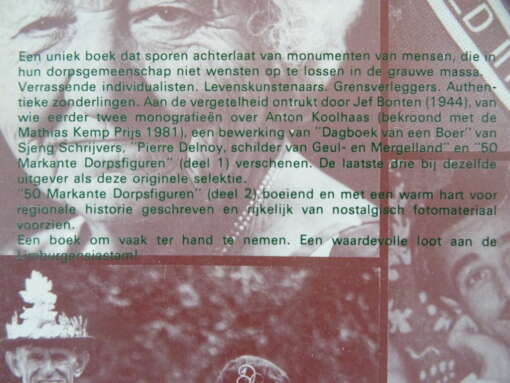 LD IN
Een uniek boek dat sporen achterlaat van monumenten van mensen, die in
hun dorpsgemeenschap niet wensten op te lossen in de grauwe massa.
Verrassende individualisten. Levenskunstenaars. Grensverleggers. Authen-
tieke zonderlingen. Aan de vergetelheid ontrukt door Jef Bonten (1944), van
wie eerder twee monografieën over Anton Koolhaas (bekroond met de
Mathias Kemp Prijs 1981), een bewerking van "Dagboek van een Boer" van
Sjeng Schrijvers, "Pierre Delnoy, schilder van Geul- en Mergelland" en "50
Markante Dorpsfiguren" (deel 1) verschenen. De laatste drie bij dezelfde
uitgever als deze originele selektie.
"50 Markante Dorpsfiguren" (deel 2) boeiend en met een warm hart voor
regionale historie geschreven en rijkelijk van nostalgisch fotomateriaal
voorzien.
Een boek om vaak ter hand te nemen. Een waardevolle loot aan de
Limburgensiastam!